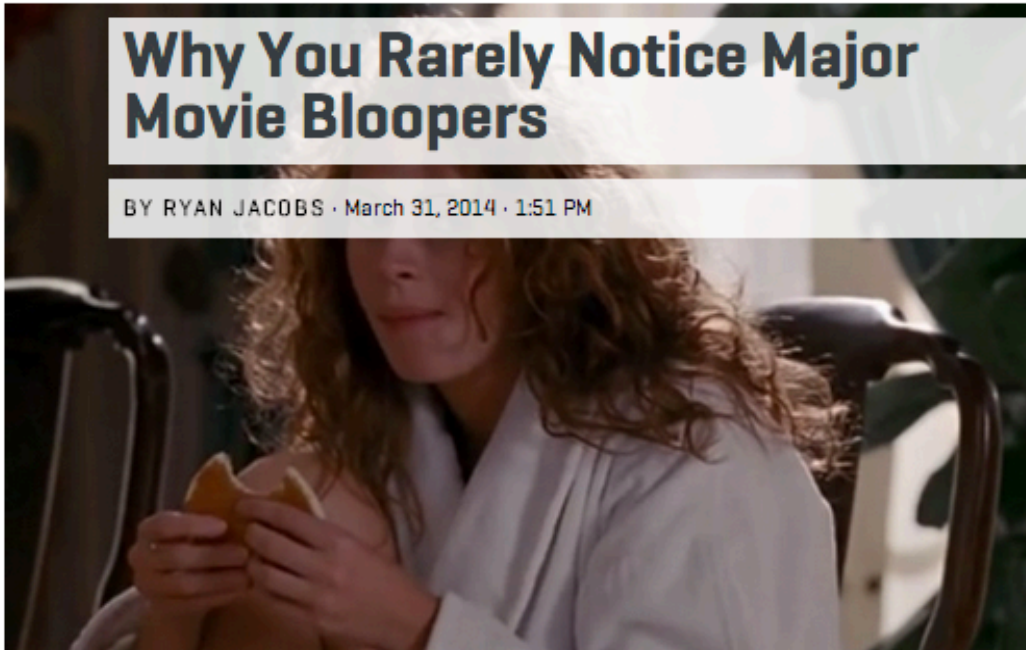 Why You Rarely Notice Major
Movie Bloopers
BY RYAN JACOBS · March 31, 2014 · 1:51 PM